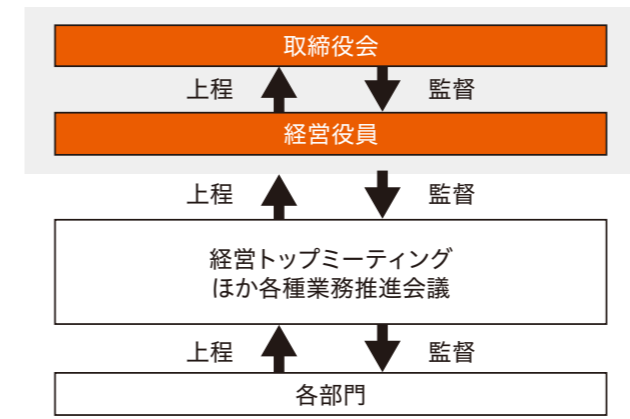 取締役会
上程 監督
経営役員
上程 監督
経営トップミーティング
ほか各種業務推進会議
上程 監督
各部門